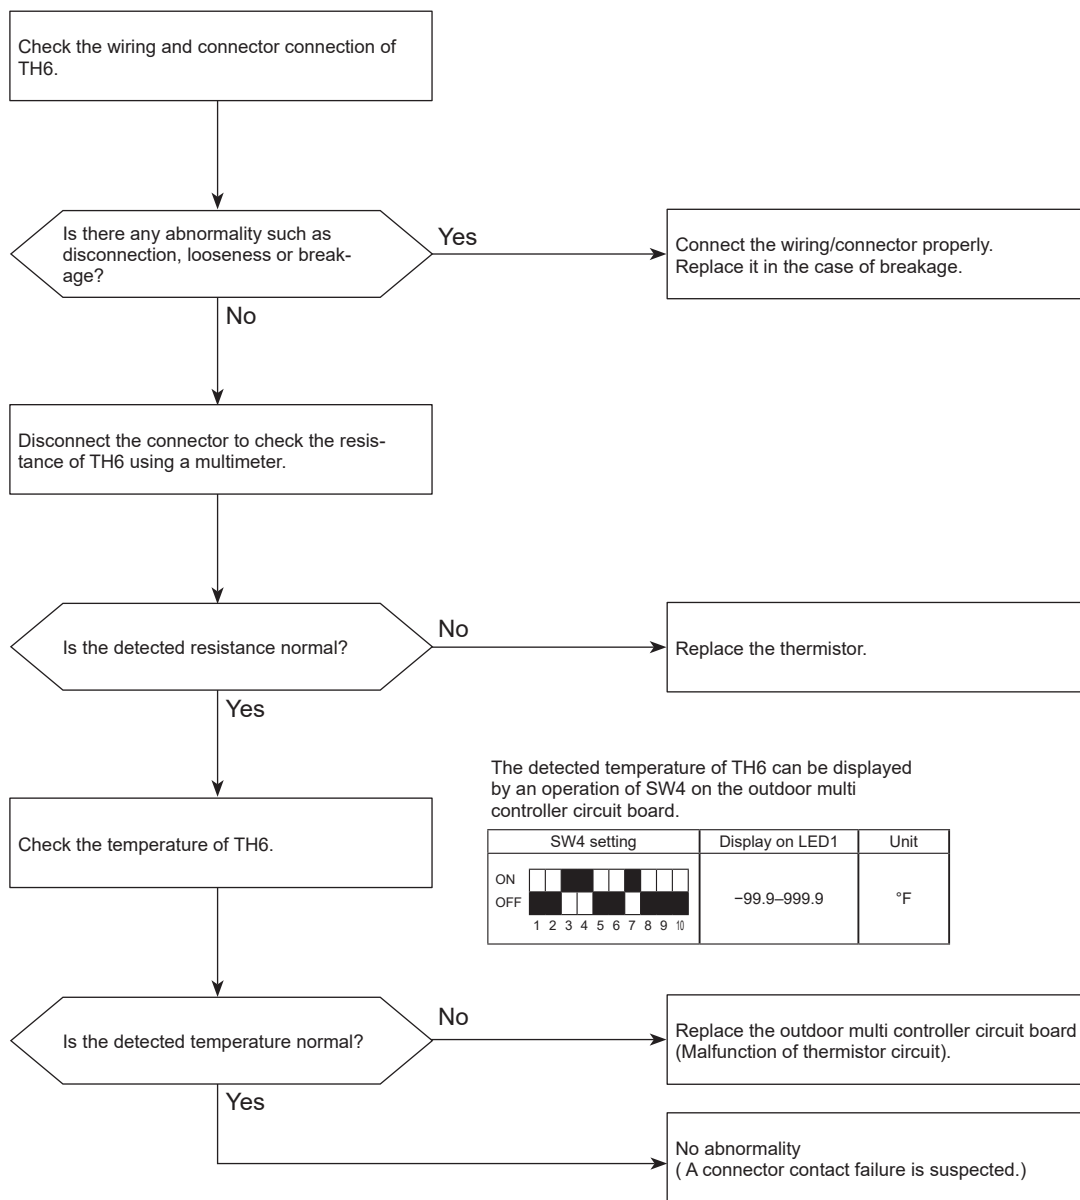 Check the wiring and connector connection of
TH6.
Is there any abnormality such as
disconnection, looseness or break-
age?
Yes
Connect the wiring/connector properly.
Replace it in the case of breakage.
No
Disconnect the connector to check the resis-
tance of TH6 using a multimeter.
Is the detected resistance normal?
No
Replace the thermistor.
Yes
The detected temperature of TH6 can be displayed
by an operation of SW4 on the outdoor multi
controller circuit board.
Check the temperature of TH6.
SW4 setting Display on LED1 Unit
ON
OFF
1 2 3 4 5 6 7 8 9 10
−99.9–999.9
°F
Is the detected temperature normal?
No
Replace the outdoor multi controller circuit board
(Malfunction of thermistor circuit).
Yes
No abnormality
( A connector contact failure is suspected.)